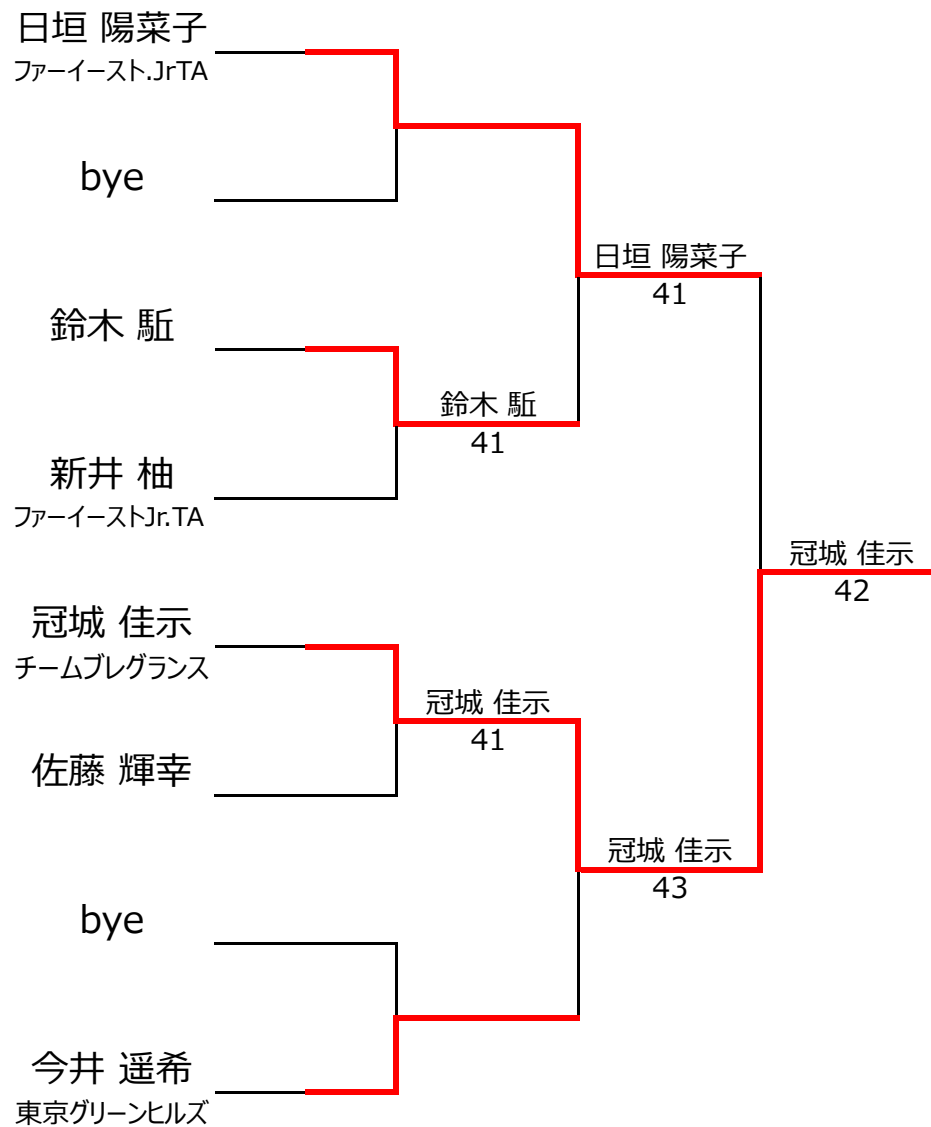 日垣 陽菜子
ファーイースト.JrTA
bye
鈴木 駈
新井 柚
ファーイーストJr.TA
冠城 佳示
チームブレグランス
佐藤 輝幸
bye
今井 遥希
東京グリーンヒルズ
鈴木 駈
41
冠城 佳示
41
日垣 陽菜子
41
冠城 佳示
43
冠城 佳示
42